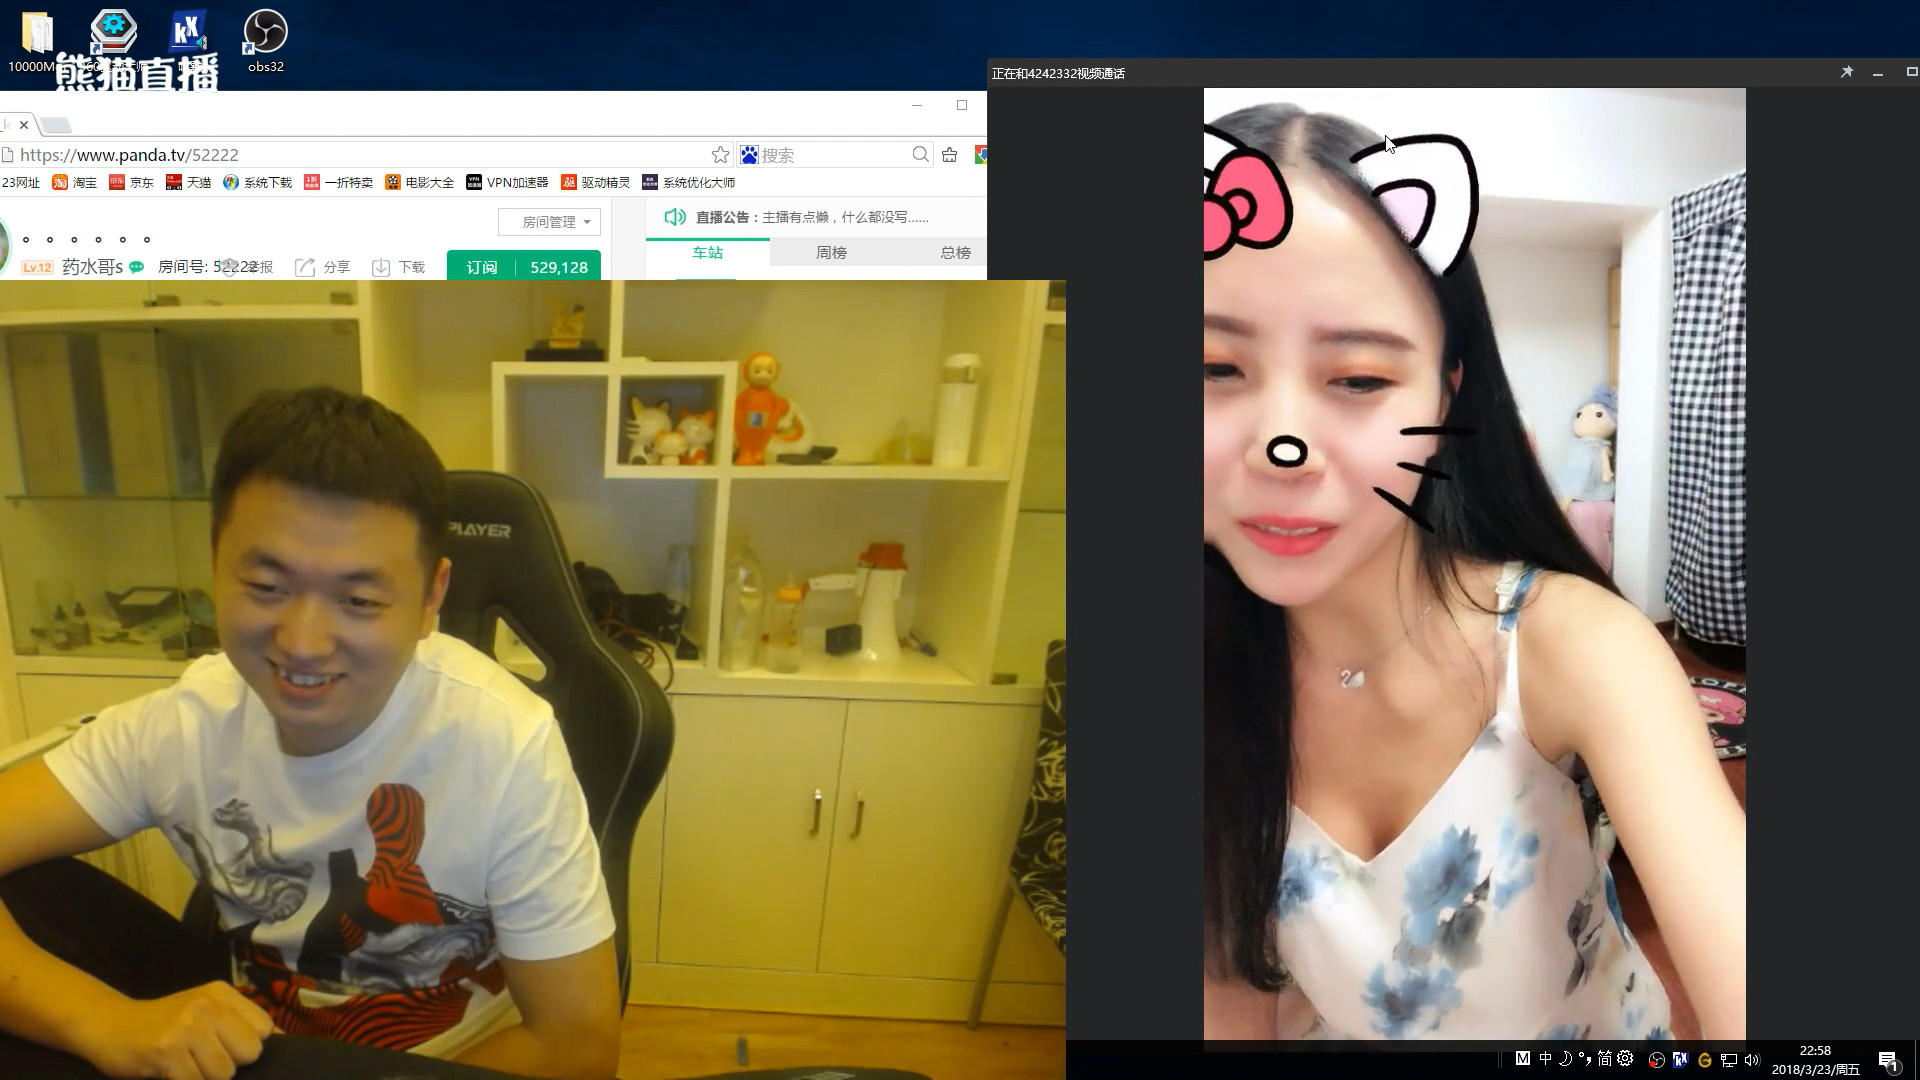 obs32
熊猫直播
正在和4242332视频通话
https://www.panda.tv/52222
搜索
23网址 淘宝 京东 天猫 系统下载 一折特卖 电影大全 VPN加速器 驱动精灵 系统优化大师
房间管理
直播公告：主播有点懒，什么都没写......
。。。。。。
车站 周榜 总榜
Lv.12 药水哥s 房间号: 52222 举报 分享 下载 订阅 529,128
PLAYER
M 中 简
22:58
2018/3/23/周五
1